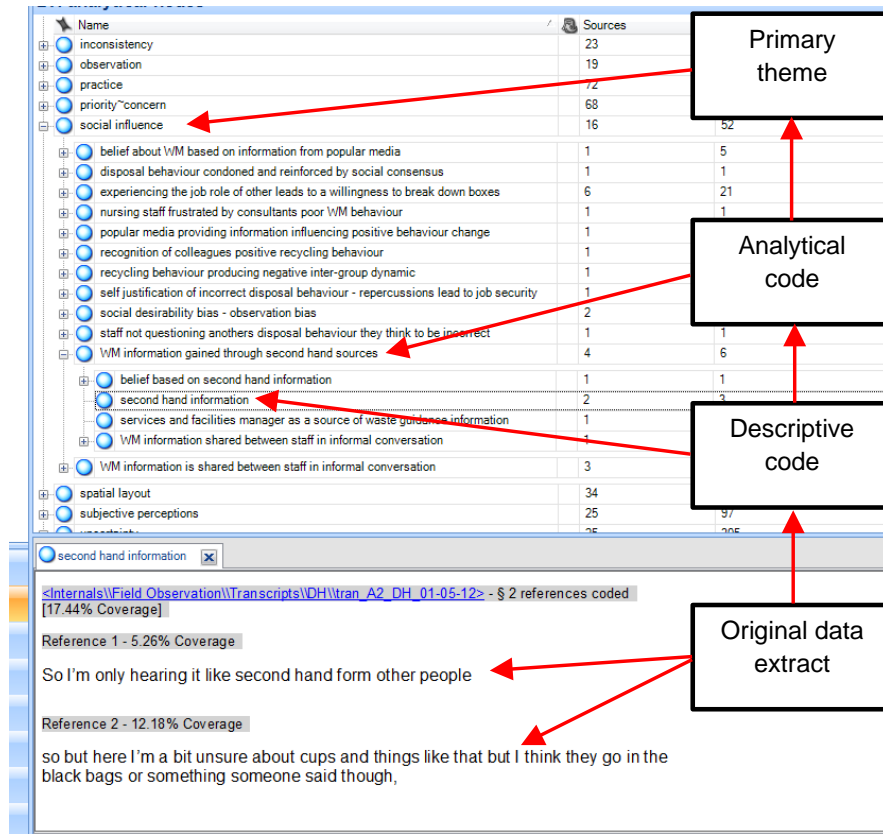 Name Sources
inconsistency 23
observation 19
practice 72
priority~concern 68
social influence 16 52
belief about WM based on information from popular media 1 5
disposal behaviour condoned and reinforced by social consensus 1 1
experiencing the job role of other leads to a willingness to break down boxes 6 21
nursing staff frustrated by consultants poor WM behaviour 1 1
popular media providing information influencing positive behaviour change 1
recognition of colleagues positive recycling behaviour 1
recycling behaviour producing negative inter-group dynamic 1
self justification of incorrect disposal behaviour - repercussions lead to job security 1
social desirability bias - observation bias 2
staff not questioning anothers disposal behaviour they think to be incorrect 1 1
WM information gained through second hand sources 4 6
belief based on second hand information 1 1
second hand information 2 3
services and facilities manager as a source of waste guidance information 1
WM information shared between staff in informal conversation 1
WM information is shared between staff in informal conversation 3
spatial layout 34
subjective perceptions 25 97
uncertainty 25 205
Primary
theme
Analytical
code
Descriptive
code
Original data
extract
second hand information
<Internals\\Field Observation\\Transcripts\\DH\\tran_A2_DH_01-05-12> - § 2 references coded
[17.44% Coverage]
Reference 1 - 5.26% Coverage
So I'm only hearing it like second hand form other people
Reference 2 - 12.18% Coverage
so but here I'm a bit unsure about cups and things like that but I think they go in the
black bags or something someone said though,